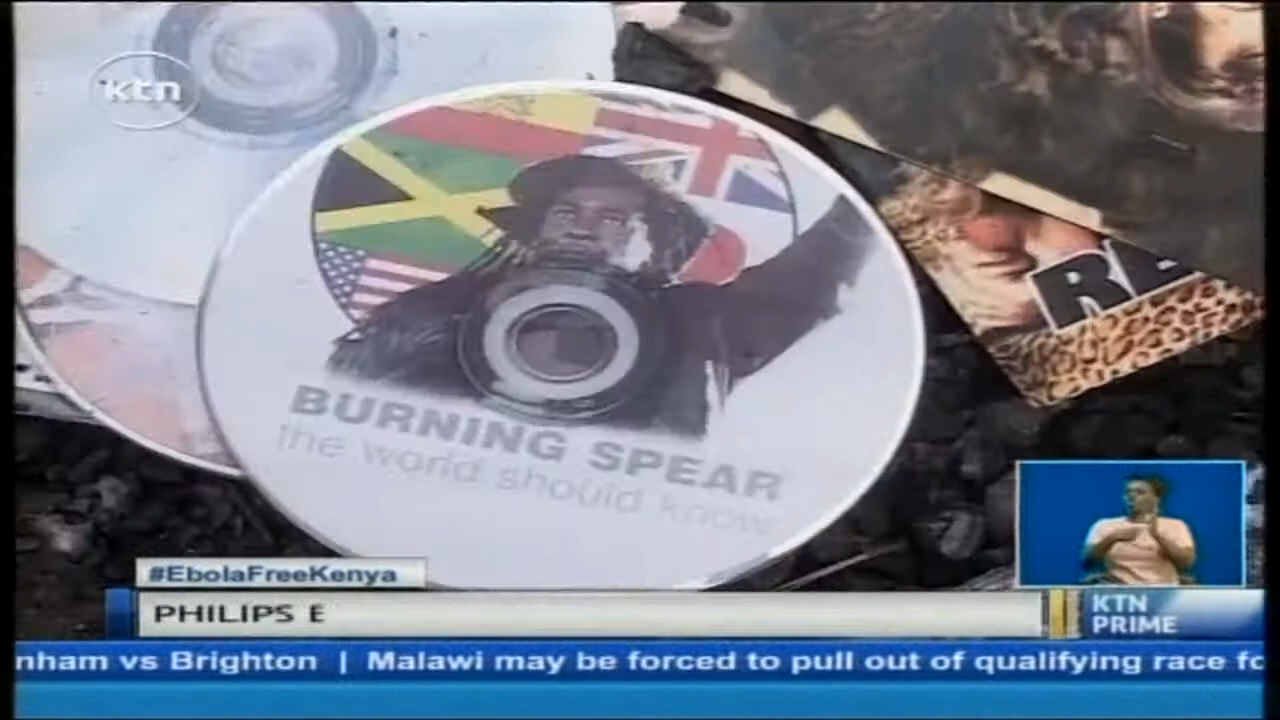 ktn
BURNING SPEAR
the world should know
#EbolaFreeKenya
PHILIPS E
KTN
PRIME
nham vs Brighton | Malawi may be forced to pull out of qualifying race fo